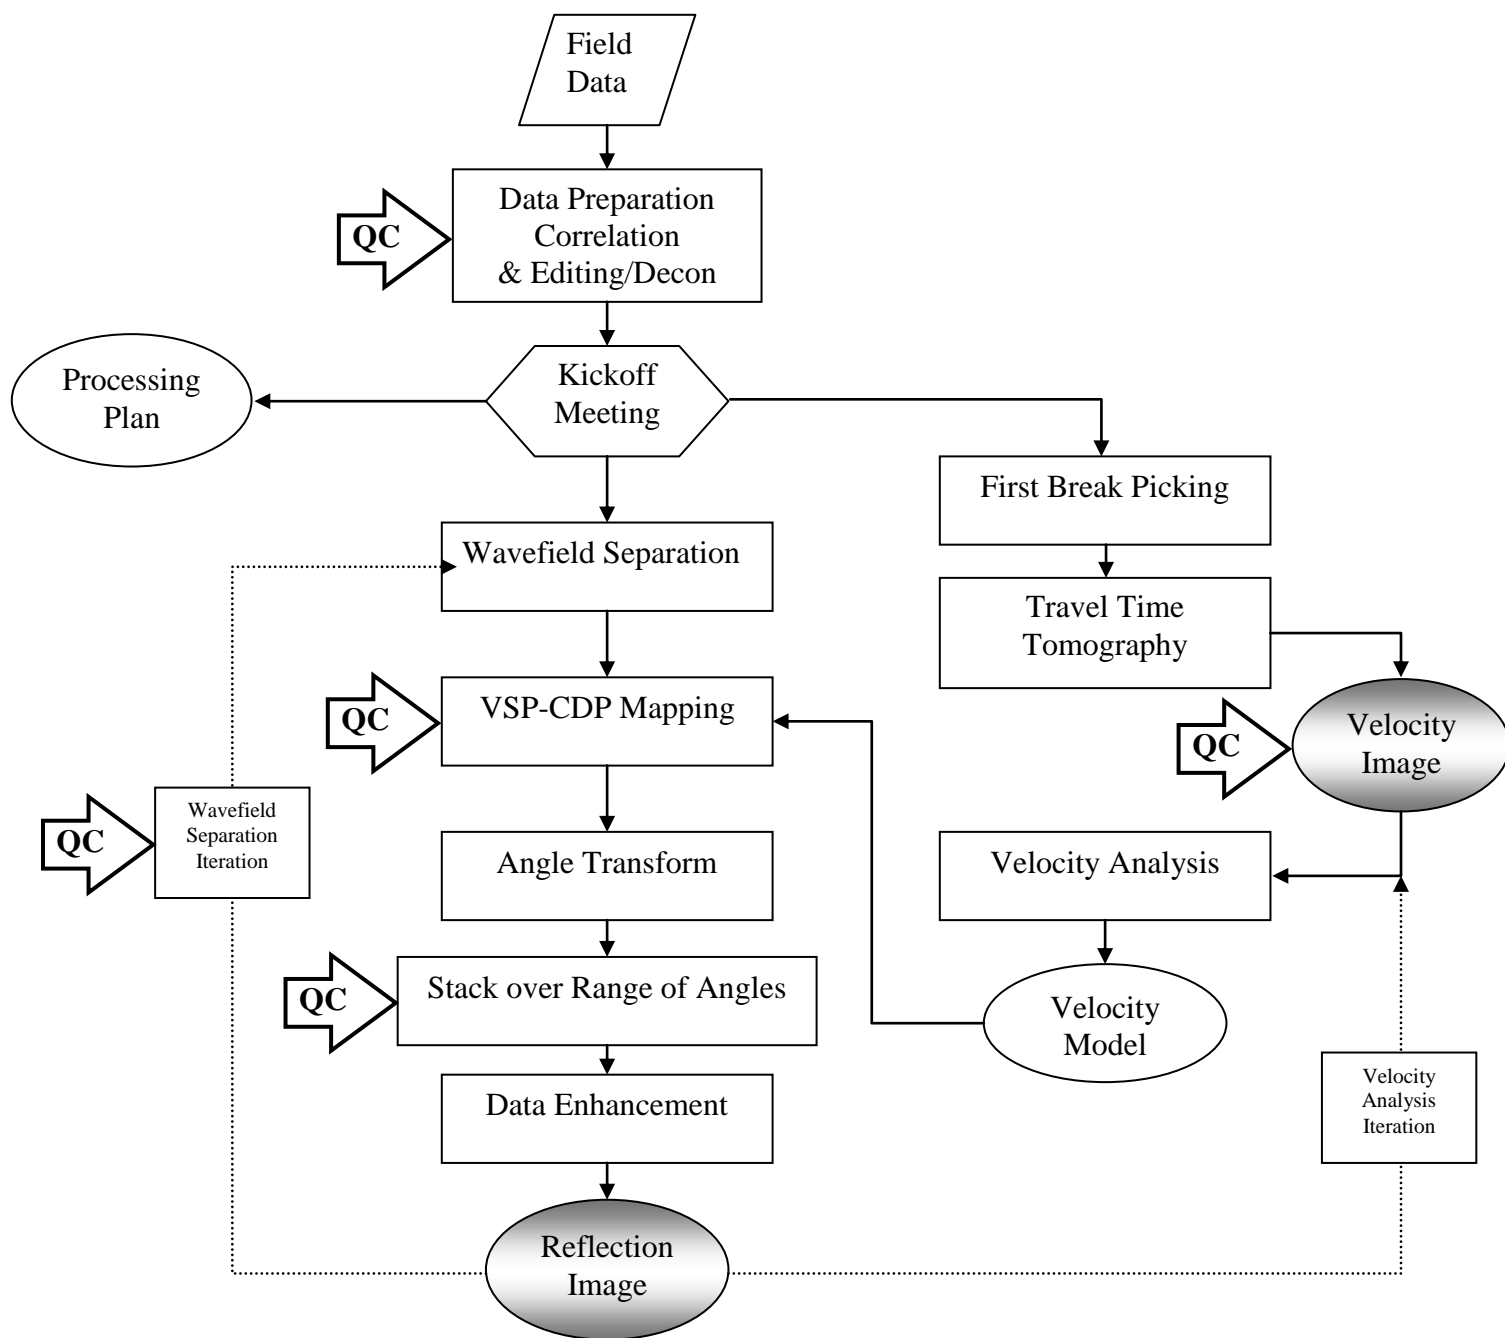 Field
Data
QC
Data Preparation
Correlation
& Editing/Decon
Processing
Plan
Kickoff
Meeting
First Break Picking
Wavefield Separation
Travel Time
Tomography
QC
VSP-CDP Mapping
QC
Velocity
Image
QC
Wavefield
Separation
Iteration
Angle Transform
Velocity Analysis
QC
Stack over Range of Angles
Velocity
Model
Data Enhancement
Velocity
Analysis
Iteration
Reflection
Image